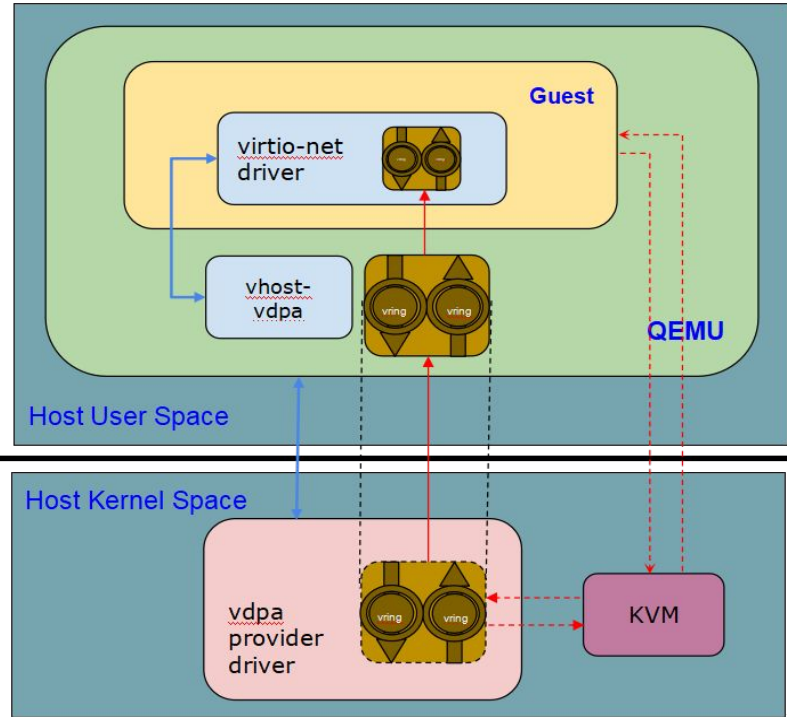 Guest
virtio-net
driver
vring
vring
vhost-
vdpa
vring
vring
QEMU
Host User Space
Host Kernel Space
vdpa
provider
driver
vring
vring
KVM